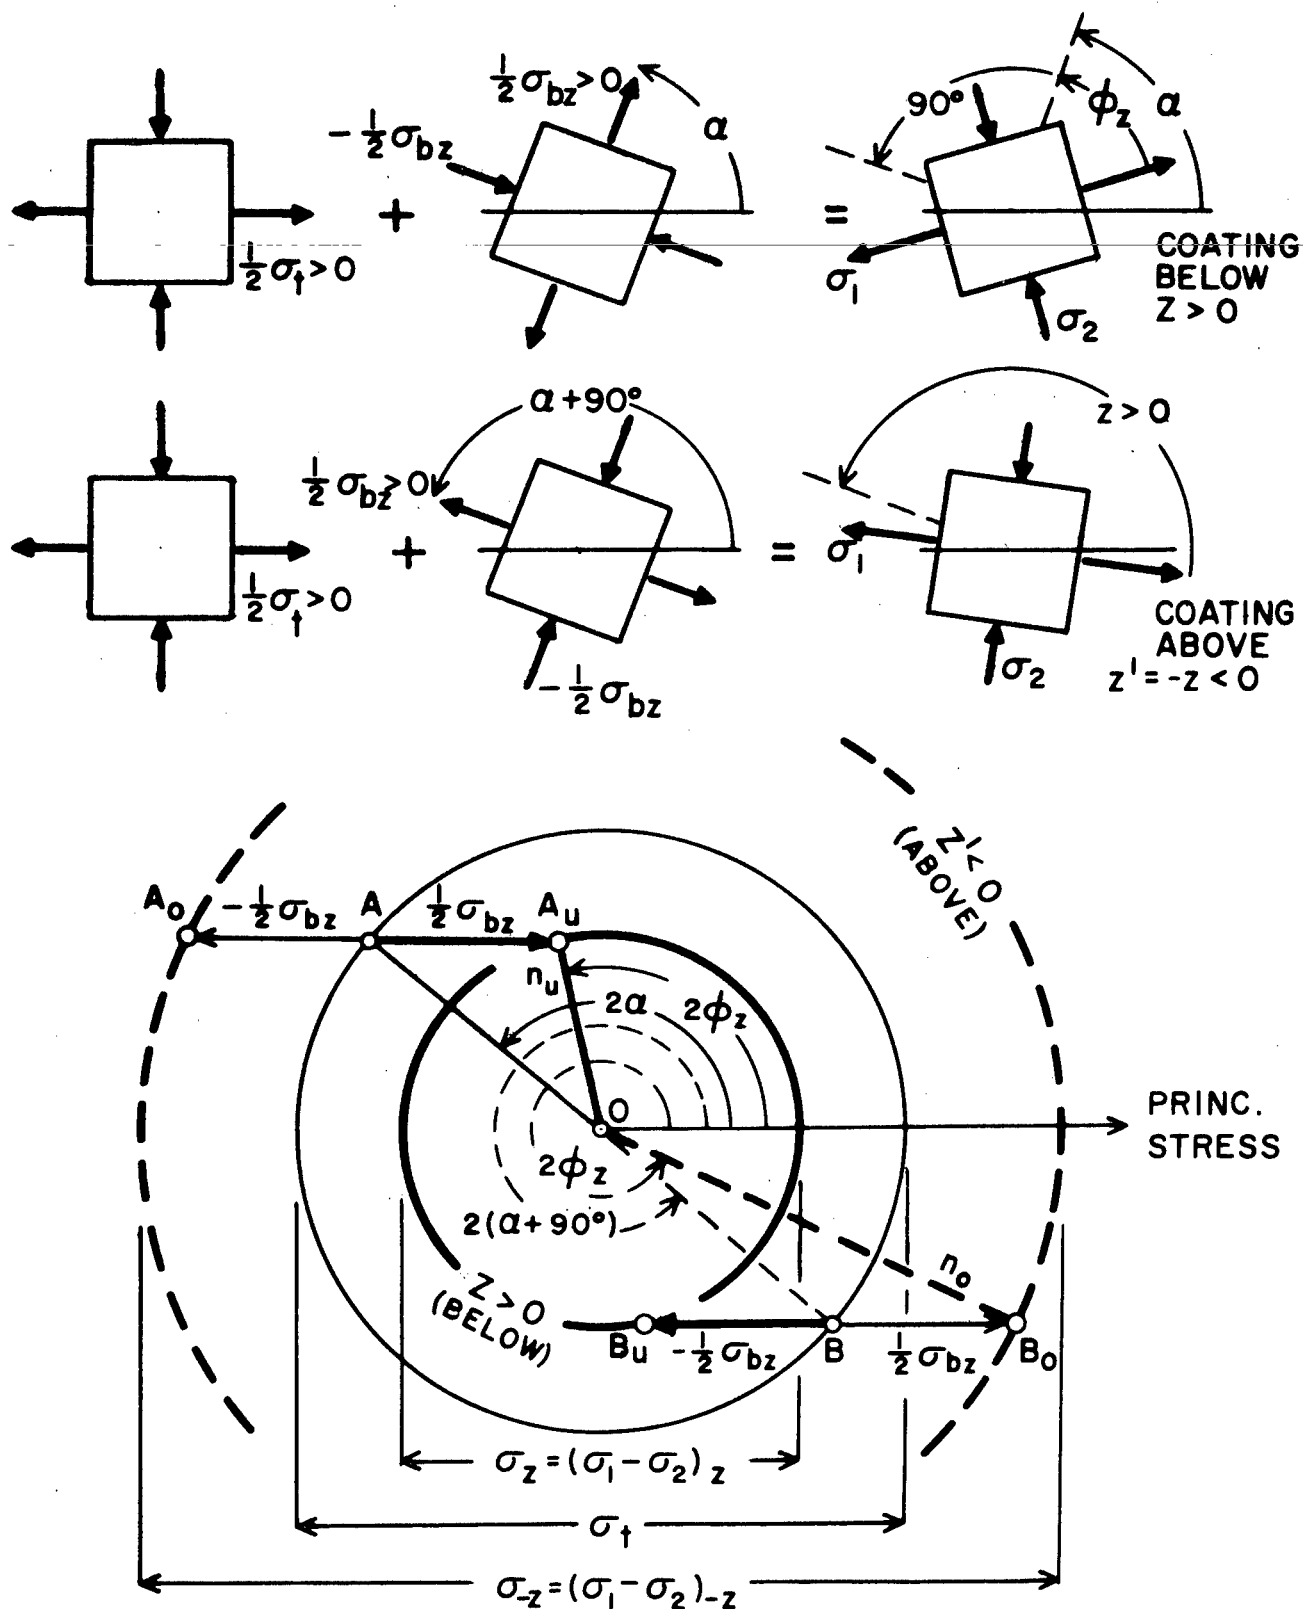 ½σbz>0
α
90°
ϕz
α
-½σbz
+
=
½σt>0
σ1
σ2
COATING
BELOW
Z > 0
α+90°
z > 0
½σbz>0
+
=
σ1
½σt>0
-½σbz
σ2
COATING
ABOVE
z'=-z<0
Z'<0
(ABOVE)
Ao
-½σbz
A
½σbz
Au
nu
2α
2ϕz
O
PRINC.
STRESS
2ϕz
2(α+90°)
no
Z > 0
(BELOW)
Bu
-½σbz
B
½σbz
Bo
σz=(σ1-σ2)z
σt
σ-z=(σ1-σ2)-z